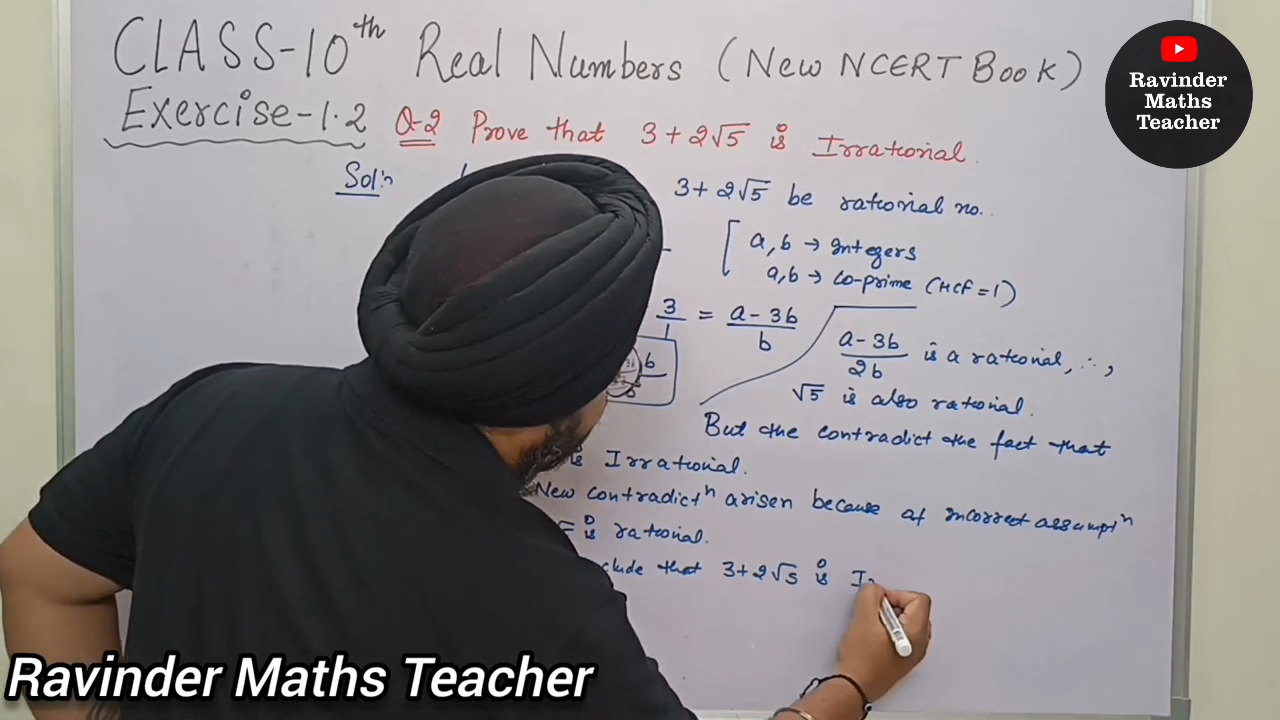 CLASS-10th Real Numbers (New NCERT Book)
Ravinder
Maths
Teacher
Exercise-1.2 Q-2 Prove that 3+2√5 is Irrational.
Sol:n 3+2√5 be rational no.
[ a,b → Integers
a,b → co-prime (HCF=1)
3/1 = a-3b/b
a-3b/2b is a rational, ∴,
b
√5 is also rational.
But the contradict the fact that
is Irrational.
New contradictn arisen because of incorrect assumptn
is rational.
clude that 3+2√5 is Ir
Ravinder Maths Teacher